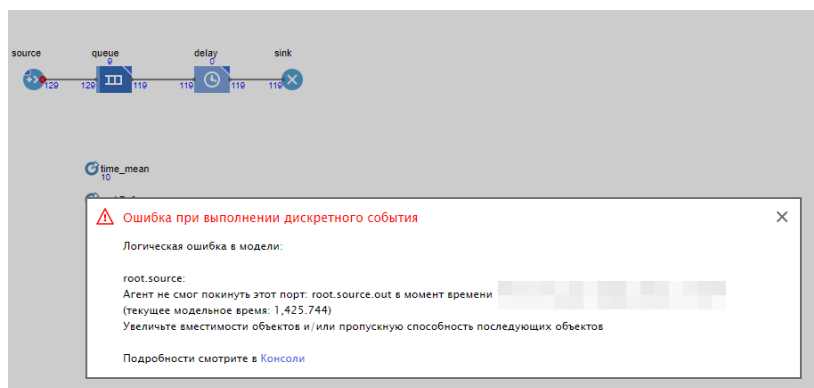 source queue delay sink
9 0
129 129 119 119 119 119
time_mean
10
Ошибка при выполнении дискретного события
Логическая ошибка в модели:
root.source:
Агент не смог покинуть этот порт: root.source.out в момент времени
(текущее модельное время: 1,425.744)
Увеличьте вместимости объектов и/или пропускную способность последующих объектов
Подробности смотрите в Консоли